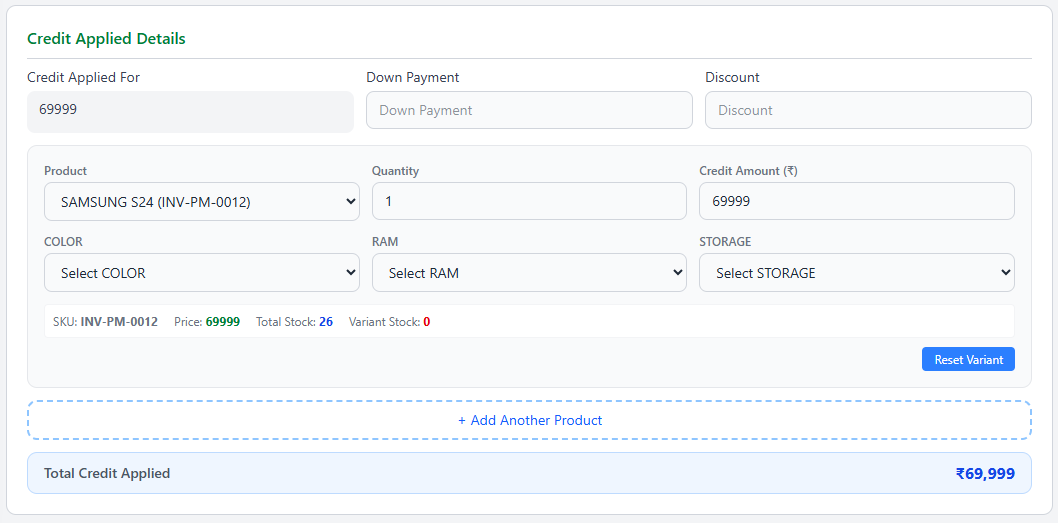 Credit Applied Details
Credit Applied For Down Payment Discount
69999 Down Payment Discount
Product Quantity Credit Amount (₹)
SAMSUNG S24 (INV-PM-0012) 1 69999
COLOR RAM STORAGE
Select COLOR Select RAM Select STORAGE
SKU: INV-PM-0012 Price: 69999 Total Stock: 26 Variant Stock: 0
Reset Variant
+ Add Another Product
Total Credit Applied ₹69,999